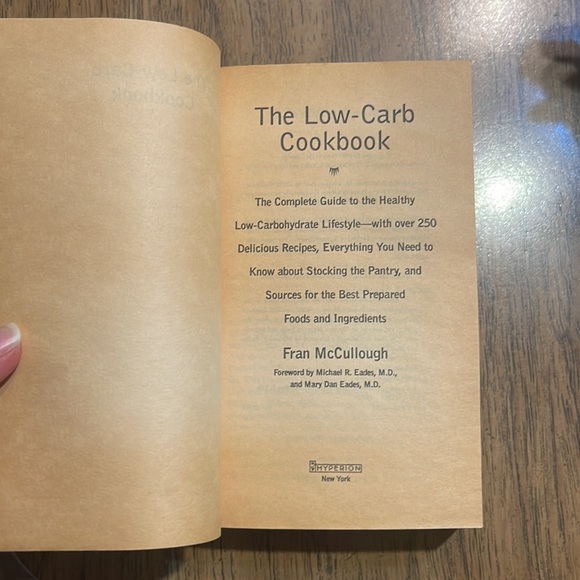 The Low-Carb
Cookbook
The Complete Guide to the Healthy
Low-Carbohydrate Lifestyle—with over 250
Delicious Recipes, Everything You Need to
Know about Stocking the Pantry, and
Sources for the Best Prepared
Foods and Ingredients
Fran McCullough
Foreword by Michael R. Eades, M.D.,
and Mary Dan Eades, M.D.
HYPERION
New York